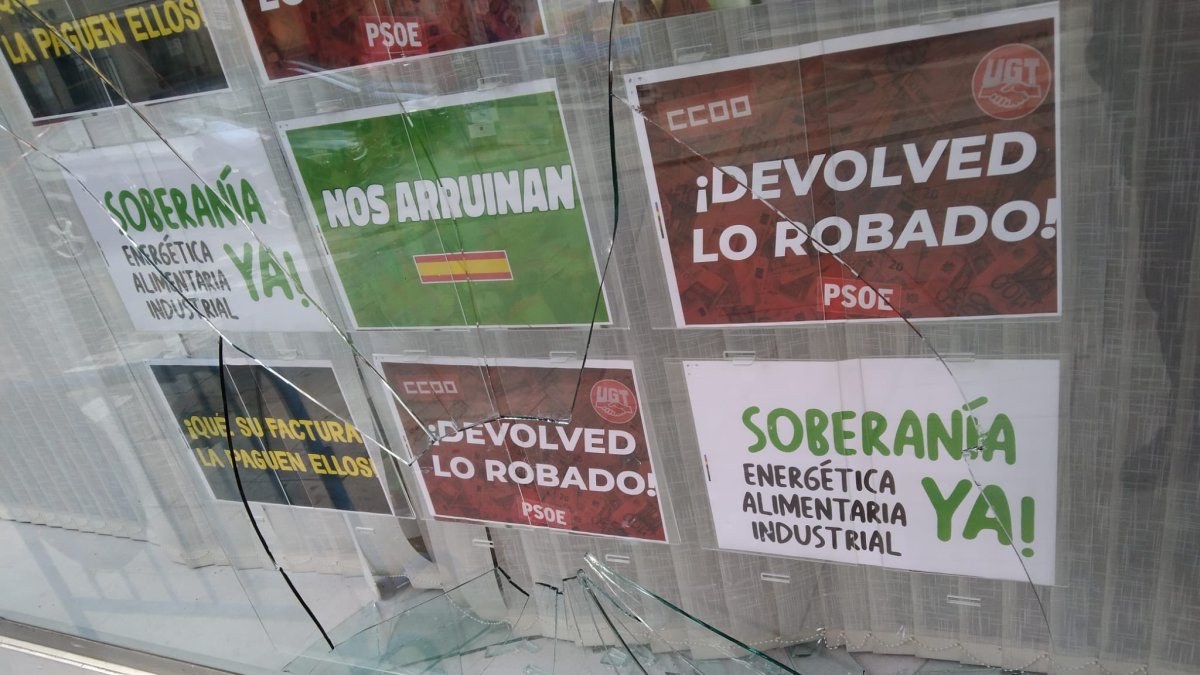 LA PAGUEN ELLOS!
PSOE
SOBERANÍA
ENERGÉTICA
ALIMENTARIA
INDUSTRIAL
YA!
NOS ARRUINAN
CCOO
UGT
¡DEVOLVED
LO ROBADO!
PSOE
¡QUÉ SU FACTURA
LA PAGUEN ELLOS!
CCOO
UGT
¡DEVOLVED
LO ROBADO!
PSOE
SOBERANÍA
ENERGÉTICA
ALIMENTARIA
INDUSTRIAL
YA!